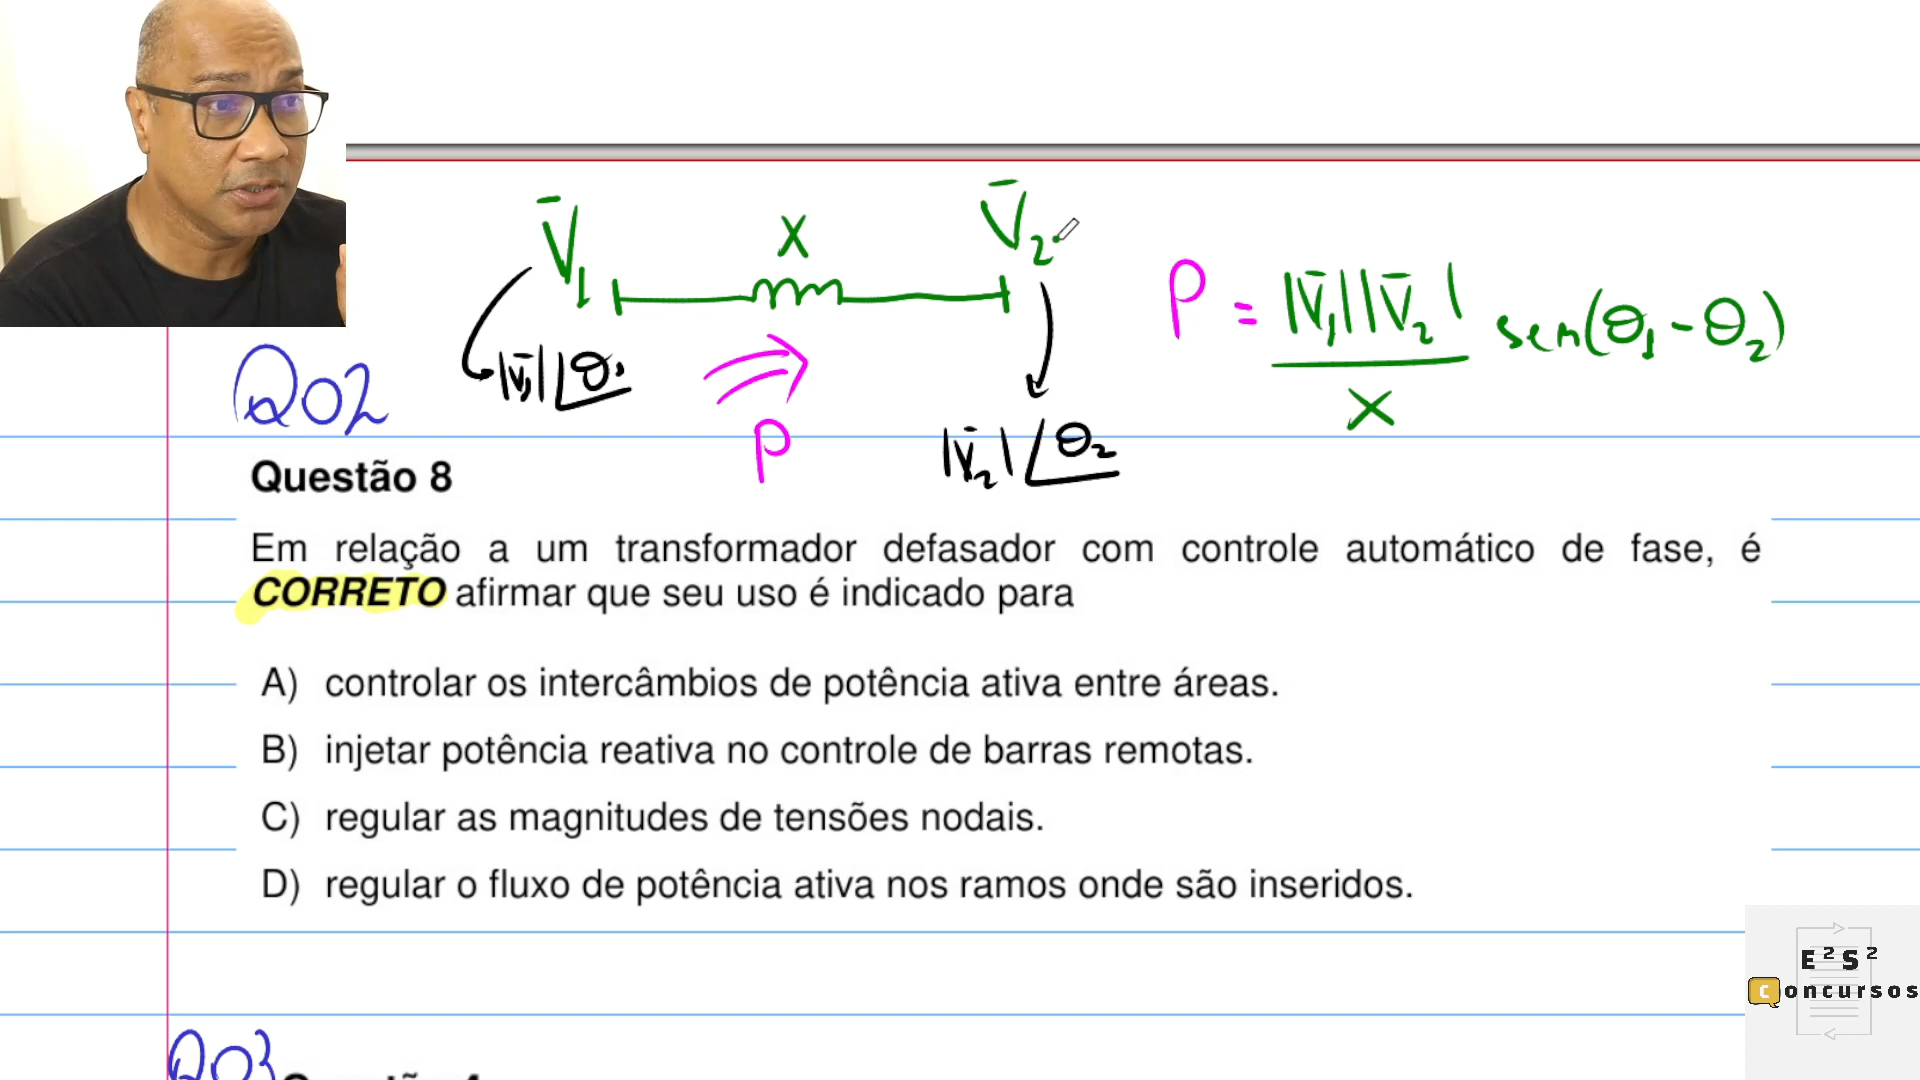 V̄₁ X V̄₂
P = |V̄₁||V̄₂| sen(θ₁ - θ₂)
X
|V̄₁| θ₁
P
|V̄₂| θ₂
Q02
Questão 8
Em relação a um transformador defasador com controle automático de fase, é
CORRETO afirmar que seu uso é indicado para
A) controlar os intercâmbios de potência ativa entre áreas.
B) injetar potência reativa no controle de barras remotas.
C) regular as magnitudes de tensões nodais.
D) regular o fluxo de potência ativa nos ramos onde são inseridos.
E²S²
Concursos
Q03